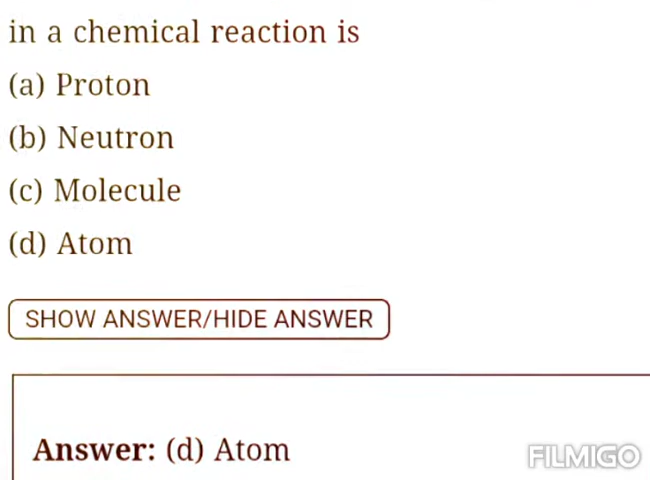 in a chemical reaction is
(a) Proton
(b) Neutron
(c) Molecule
(d) Atom
SHOW ANSWER/HIDE ANSWER
Answer: (d) Atom
FILMIGO